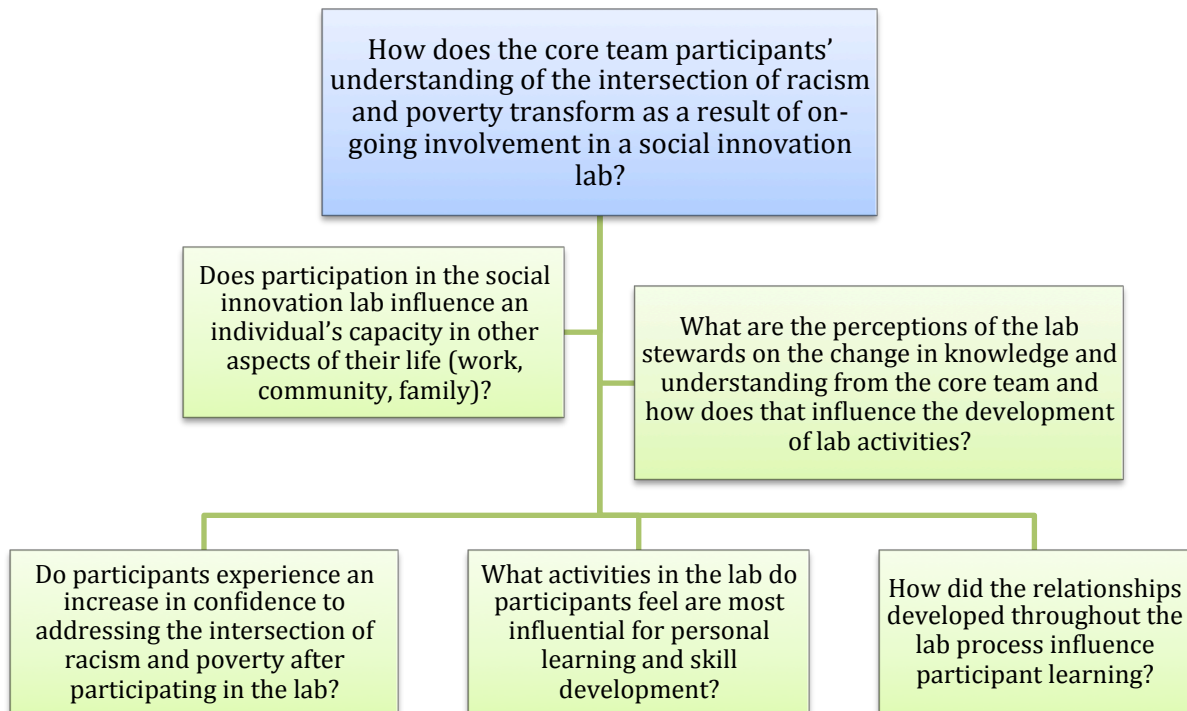 How does the core team participants’
understanding of the intersection of racism
and poverty transform as a result of on-
going involvement in a social innovation
lab?
Does participation in the social
innovation lab influence an
individual’s capacity in other
aspects of their life (work,
community, family)?
What are the perceptions of the lab
stewards on the change in knowledge and
understanding from the core team and
how does that influence the development
of lab activities?
Do participants experience an
increase in confidence to
addressing the intersection of
racism and poverty after
participating in the lab?
What activities in the lab do
participants feel are most
influential for personal
learning and skill
development?
How did the relationships
developed throughout the
lab process influence
participant learning?